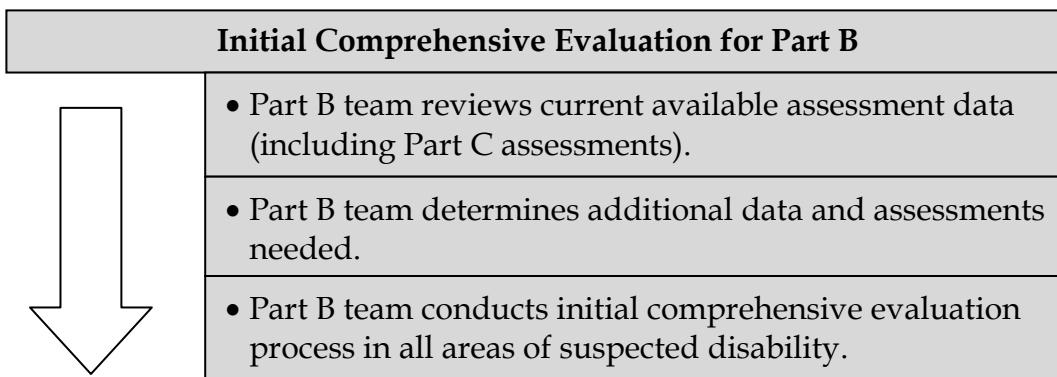 Initial Comprehensive Evaluation for Part B
• Part B team reviews current available assessment data
(including Part C assessments).
• Part B team determines additional data and assessments
needed.
• Part B team conducts initial comprehensive evaluation
process in all areas of suspected disability.